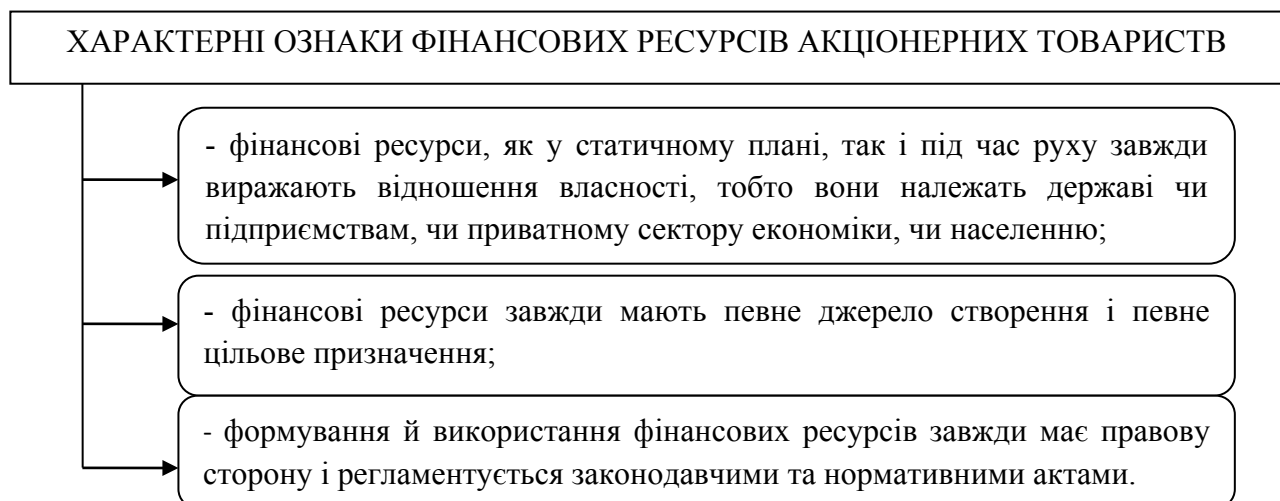 ХАРАКТЕРНІ ОЗНАКИ ФІНАНСОВИХ РЕСУРСІВ АКЦІОНЕРНИХ ТОВАРИСТВ
- фінансові ресурси, як у статичному плані, так і під час руху завжди
виражають відношення власності, тобто вони належать державі чи
підприємствам, чи приватному сектору економіки, чи населенню;
- фінансові ресурси завжди мають певне джерело створення і певне
цільове призначення;
- формування й використання фінансових ресурсів завжди має правову
сторону і регламентується законодавчими та нормативними актами.